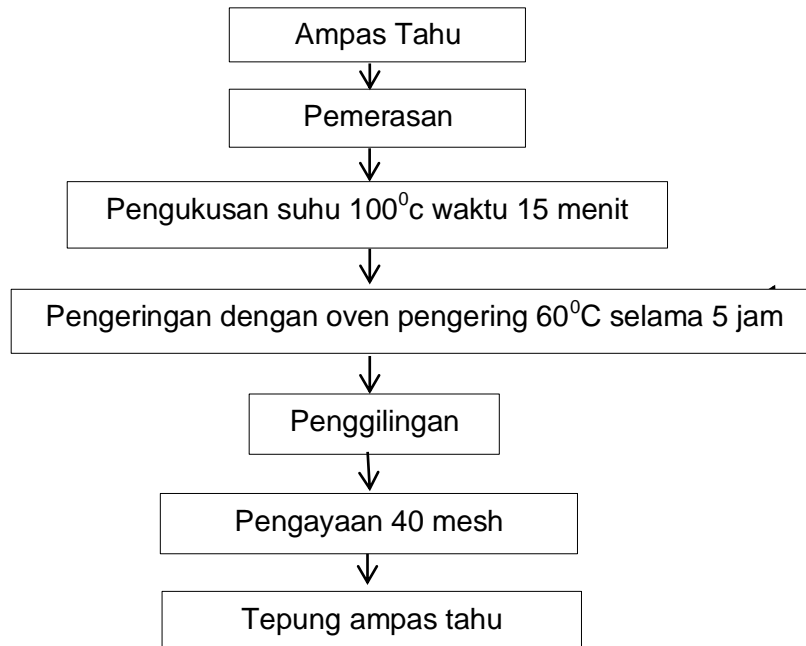 Ampas Tahu
Pemerasan
Pengukusan suhu 100⁰c waktu 15 menit
Pengeringan dengan oven pengering 60⁰C selama 5 jam
Penggilingan
Pengayaan 40 mesh
Tepung ampas tahu